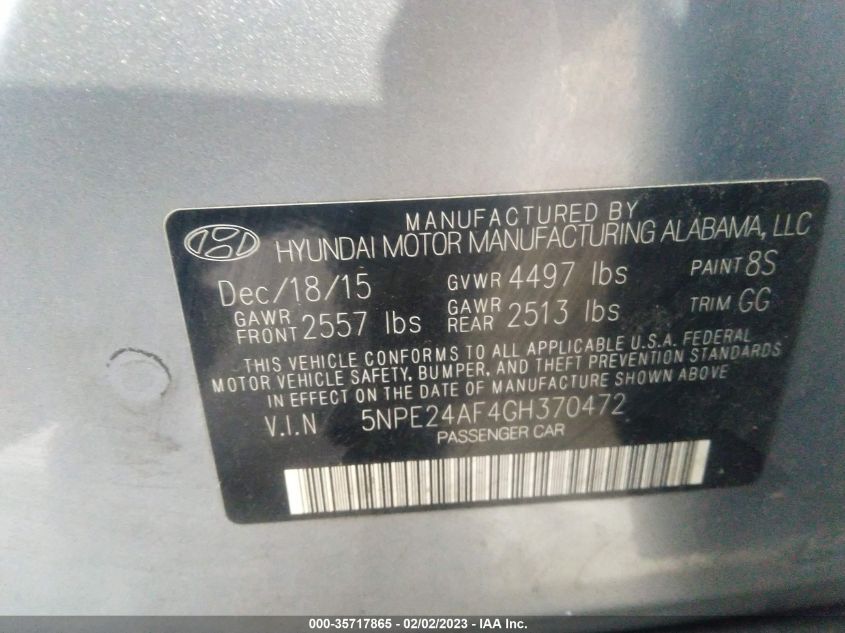 MANUFACTURED BY
HYUNDAI MOTOR MANUFACTURING ALABAMA, LLC
Dec/18/15 GVWR 4497 lbs PAINT 8S
GAWR FRONT 2557 lbs GAWR REAR 2513 lbs TRIM GG
THIS VEHICLE CONFORMS TO ALL APPLICABLE U.S.A. FEDERAL
MOTOR VEHICLE SAFETY, BUMPER, AND THEFT PREVENTION STANDARDS
IN EFFECT ON THE DATE OF MANUFACTURE SHOWN ABOVE
V.I.N 5NPE24AF4GH370472
PASSENGER CAR
000-35717865 - 02/02/2023 - IAA Inc.